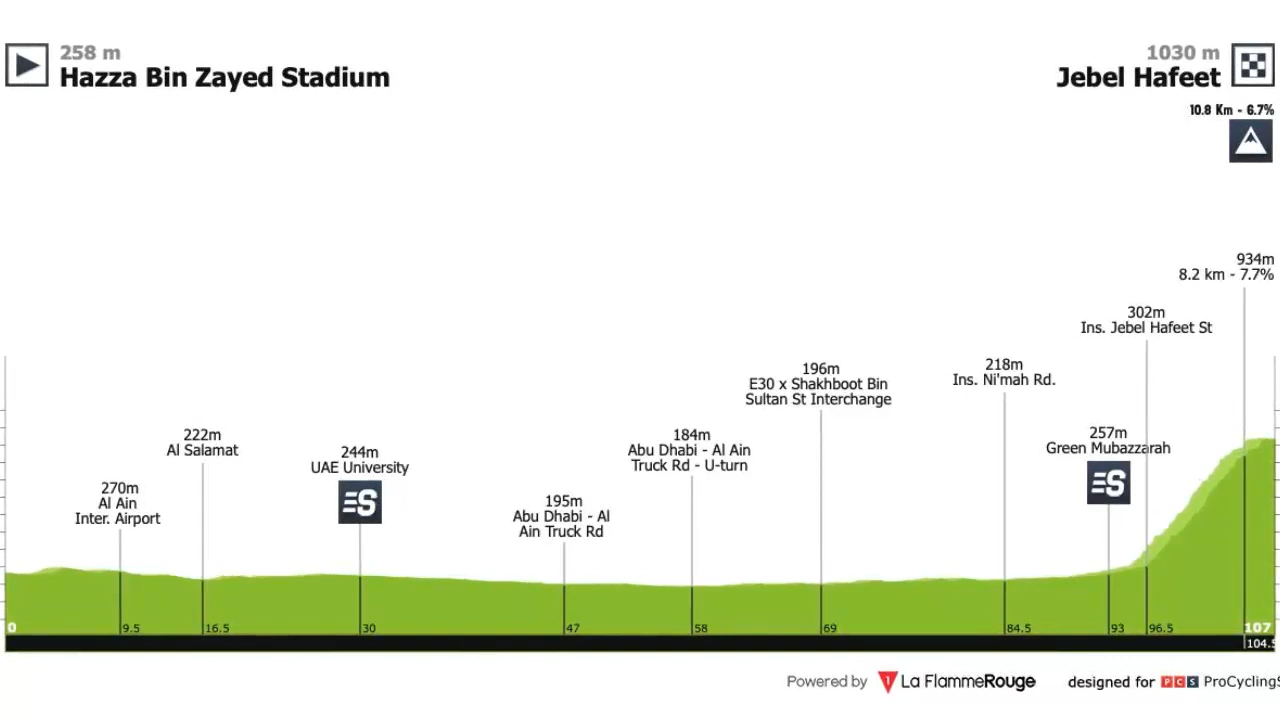 258 m
Hazza Bin Zayed Stadium
1030 m
Jebel Hafeet
10.8 Km - 6.7%
934m
8.2 km - 7.7%
302m
Ins. Jebel Hafeet St
218m
Ins. Ni'mah Rd.
196m
E30 x Shakhboot Bin
Sultan St Interchange
257m
Green Mubazzarah
S
184m
Abu Dhabi - Al Ain
Truck Rd - U-turn
222m
Al Salamat
244m
UAE University
S
270m
Al Ain
Inter. Airport
195m
Abu Dhabi - Al
Ain Truck Rd
0 9.5 16.5 30 47 58 69 84.5 93 96.5 107
104.5
Powered by 1 La FlammeRouge designed for PCS ProCyclingS